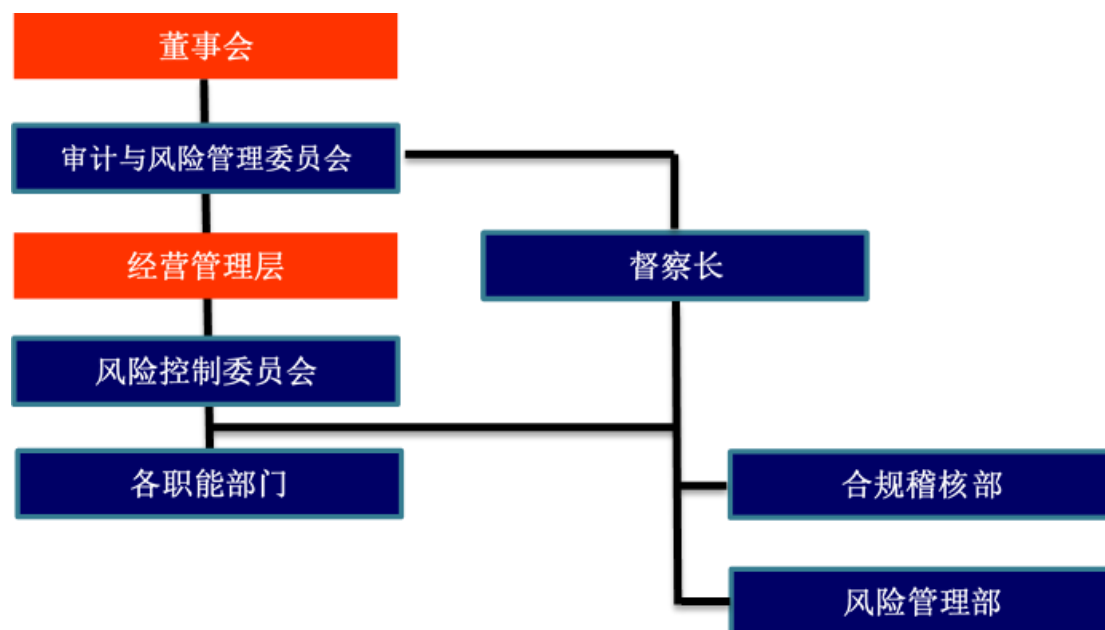 董事会
审计与风险管理委员会
经营管理层
督察长
风险控制委员会
各职能部门
合规稽核部
风险管理部